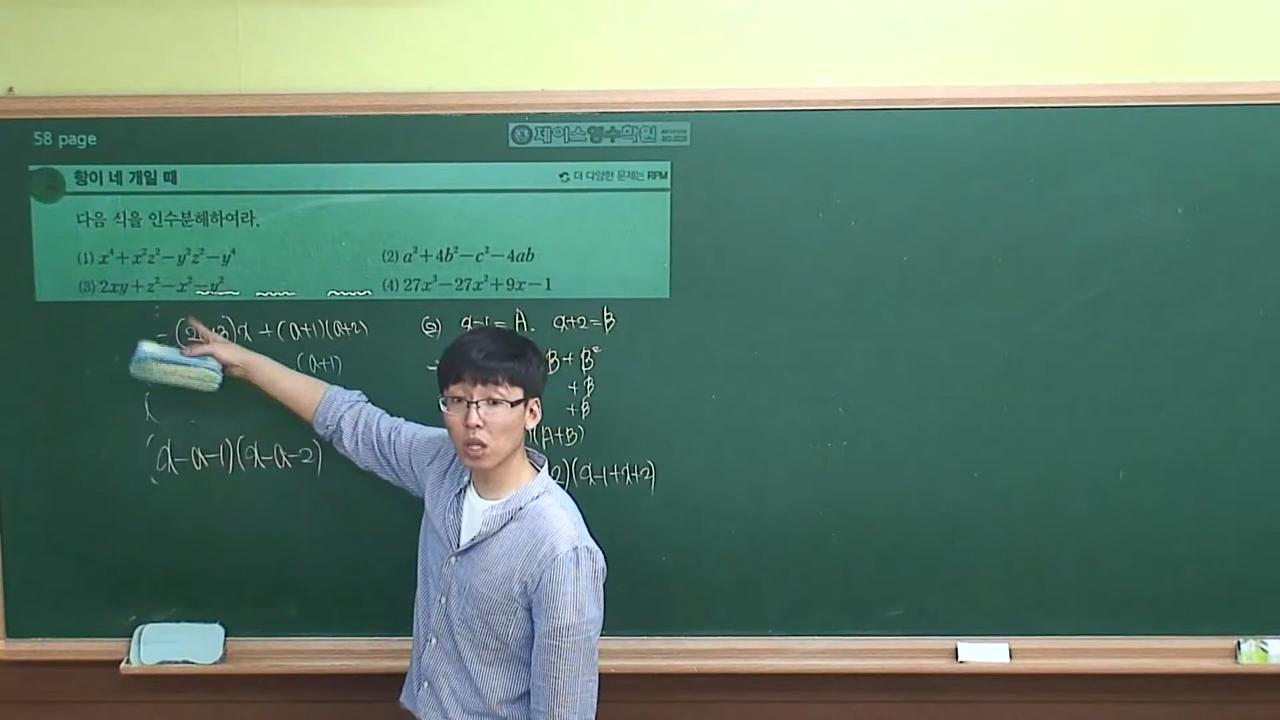 58 page
제이스영수학원
항이 네 개일 때
더 다양한 문제는 RPM
다음 식을 인수분해하여라.
(1) x⁴+x²z²−y²z²−y⁴
(2) a²+4b²−c²−4ab
(3) 2xy+z²−x²−y²
(4) 27x³−27x²+9x−1
x+(a+1)(a+2)
(a+1)
(x-a-1)(x-a-2)
x-1=A. x+2=B
B+B²
+B
+B
(A+B)
2)(x-1+x+2)